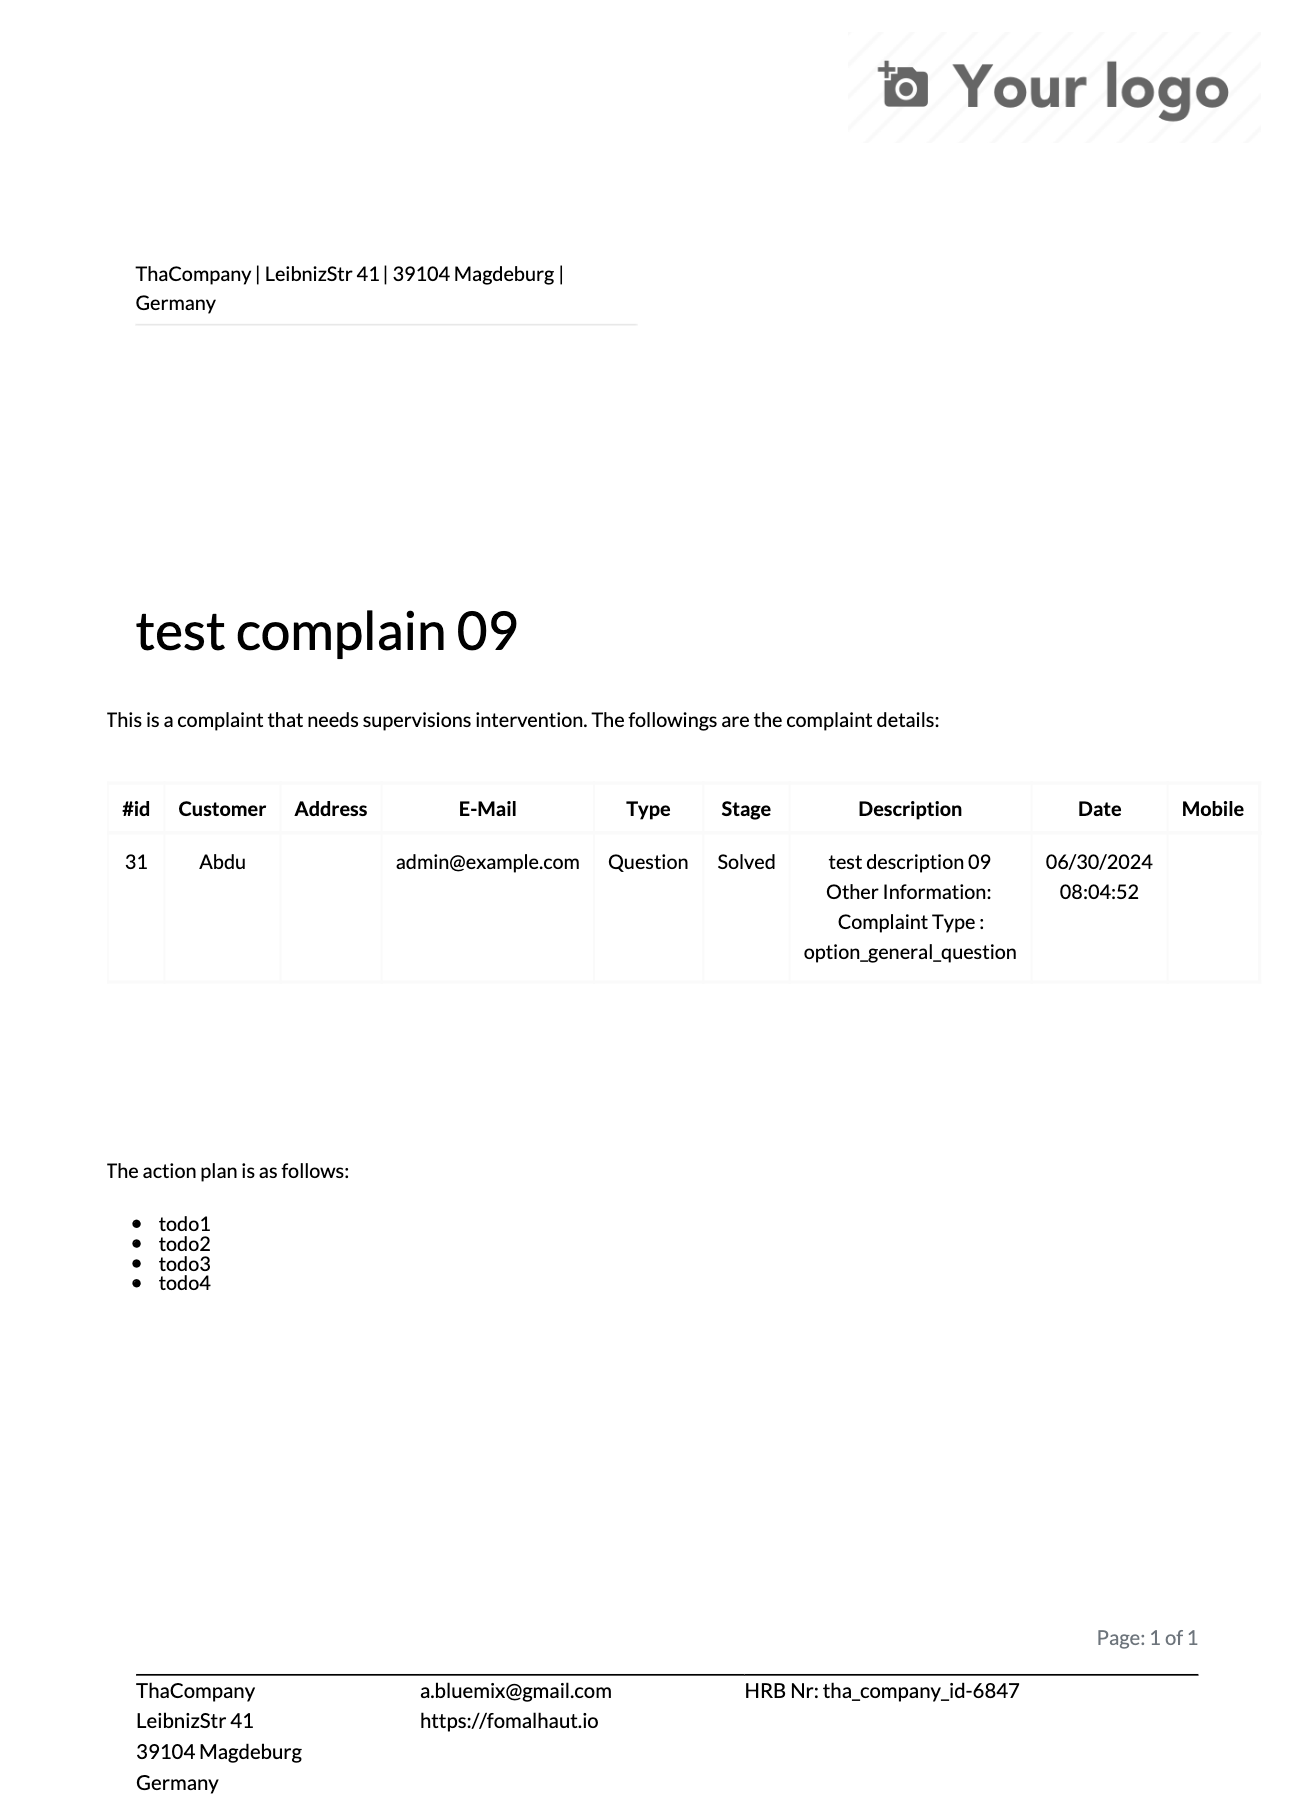 Your logo
ThaCompany | LeibnizStr 41 | 39104 Magdeburg |
Germany
test complain 09
This is a complaint that needs supervisions intervention. The followings are the complaint details:
#id Customer Address E-Mail Type Stage Description Date Mobile
31 Abdu admin@example.com Question Solved test description 09 06/30/2024
Other Information: 08:04:52
Complaint Type :
option_general_question
The action plan is as follows:
• todo1
• todo2
• todo3
• todo4
Page: 1 of 1
ThaCompany a.bluemix@gmail.com HRB Nr: tha_company_id-6847
LeibnizStr 41 https://fomalhaut.io
39104 Magdeburg
Germany